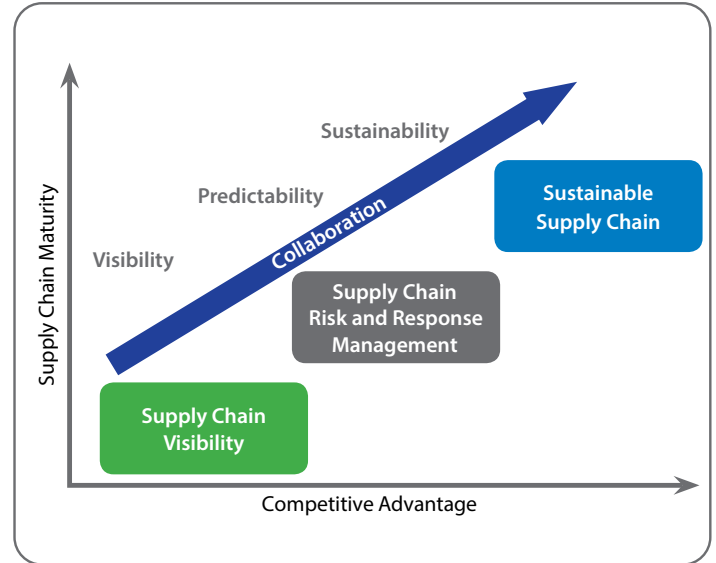 Supply Chain Maturity
Sustainability
Predictability
Visibility
Collaboration
Sustainable
Supply Chain
Supply Chain
Risk and Response
Management
Supply Chain
Visibility
Competitive Advantage